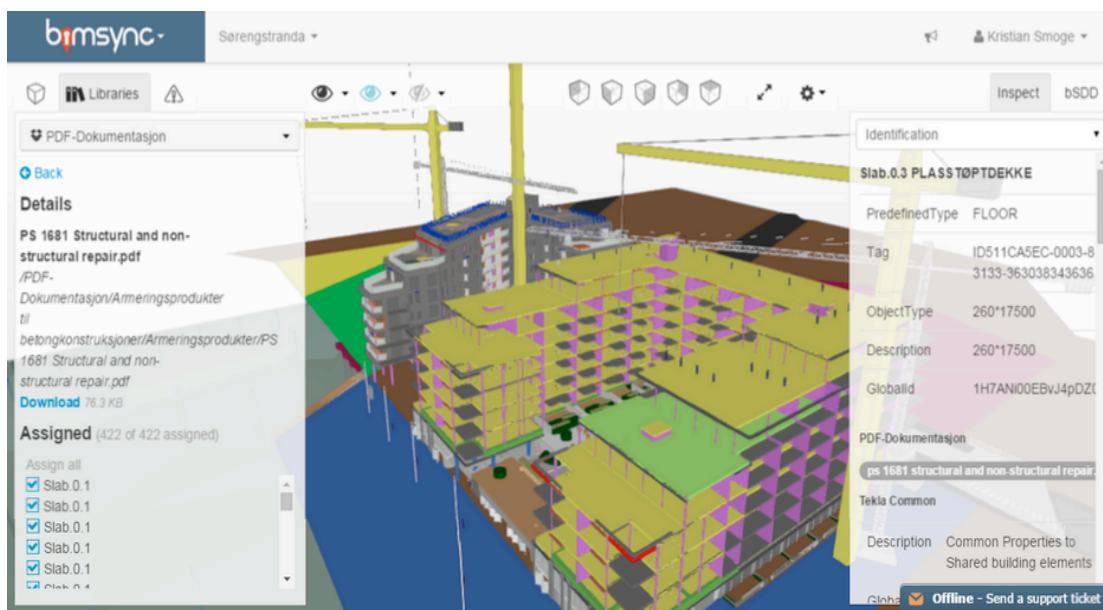 bimsync
Sørengstranda
Kristian Smoge
Libraries
Inspect
bSDD
PDF-Dokumentasjon
Back
Details
PS 1681 Structural and non-
structural repair.pdf
/PDF-
Dokumentasjon/Armeringsprodukter
til
betongkonstruksjoner/Armeringsprodukter/PS
1681 Structural and non-
structural repair.pdf
Download 76.3 KB
Assigned (422 of 422 assigned)
Assign all
Slab.0.1
Slab.0.1
Slab.0.1
Slab.0.1
Slab.0.1
Slab.0.1
Identification
Slab.0.3 PLASSTØPTDEKKE
PredefinedType FLOOR
Tag ID511CA5EC-0003-8
3133-363038343636
ObjectType 260*17500
Description 260*17500
GlobalId 1H7ANI00EBvJ4pDZ
PDF-Dokumentasjon
ps 1681 structural and non-structural repair.
Tekla Common
Description Common Properties to
Shared building elements
Globa
Offline - Send a support ticket